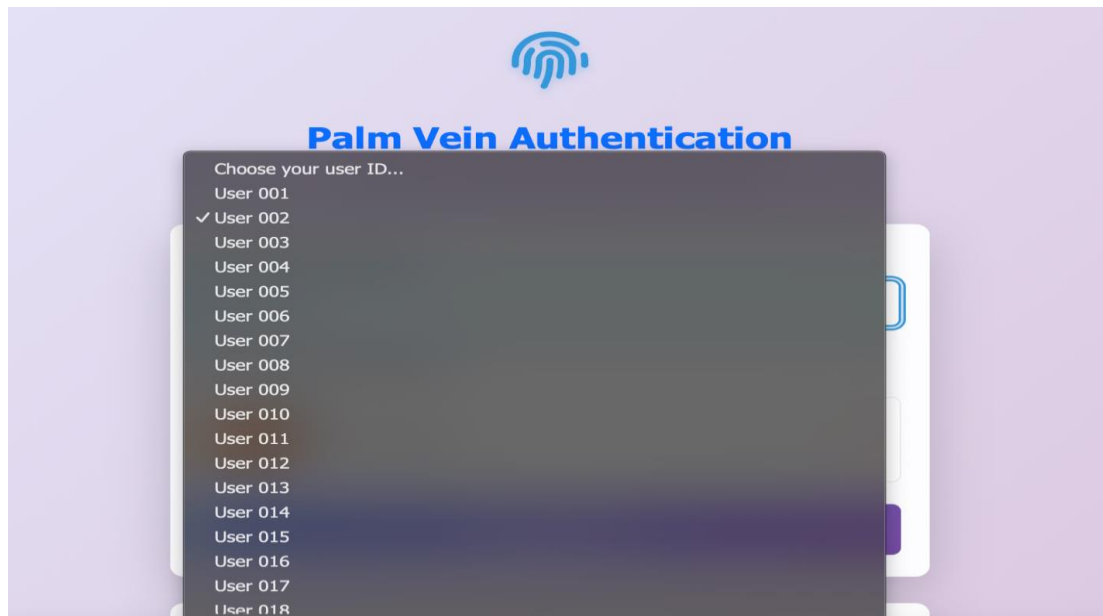 Palm Vein Authentication
Choose your user ID...
User 001
✓ User 002
User 003
User 004
User 005
User 006
User 007
User 008
User 009
User 010
User 011
User 012
User 013
User 014
User 015
User 016
User 017
User 018